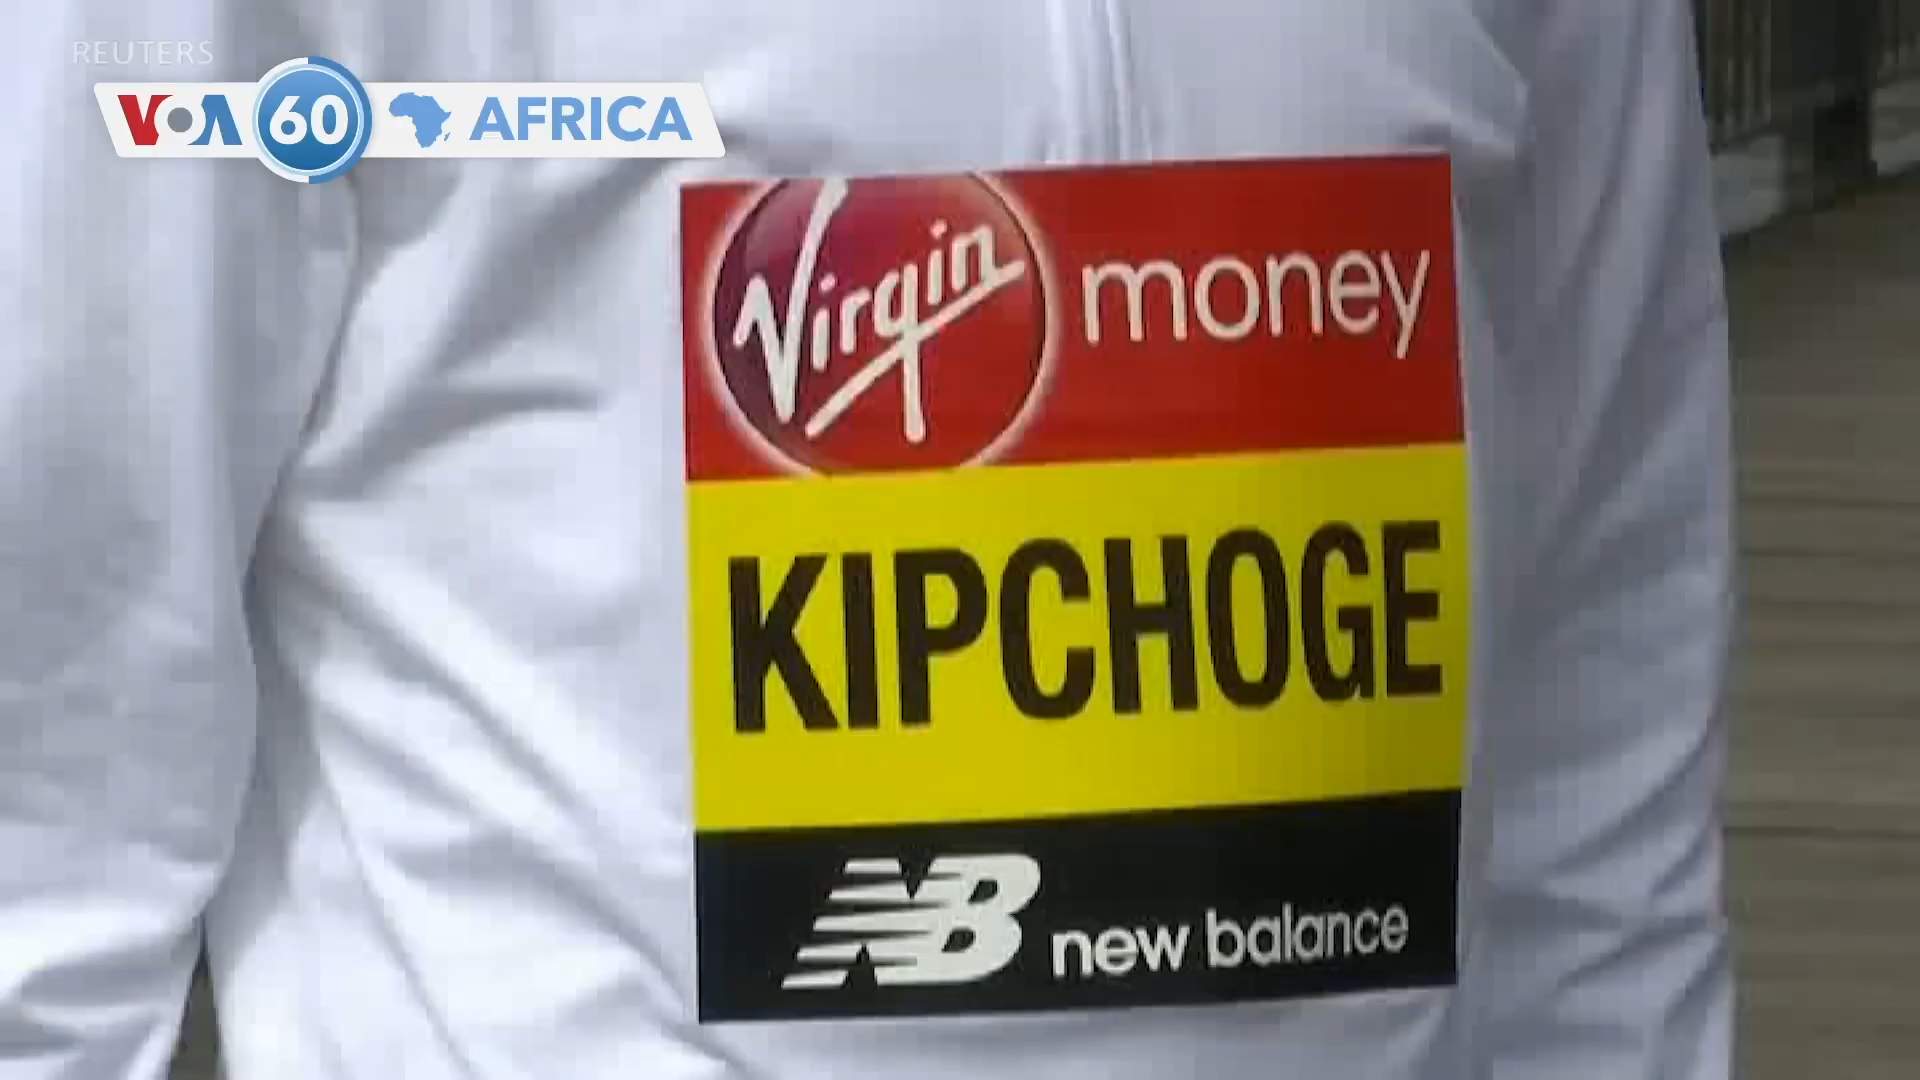 REUTERS
VOA 60 AFRICA
Virgin money
KIPCHOGE
NB new balance